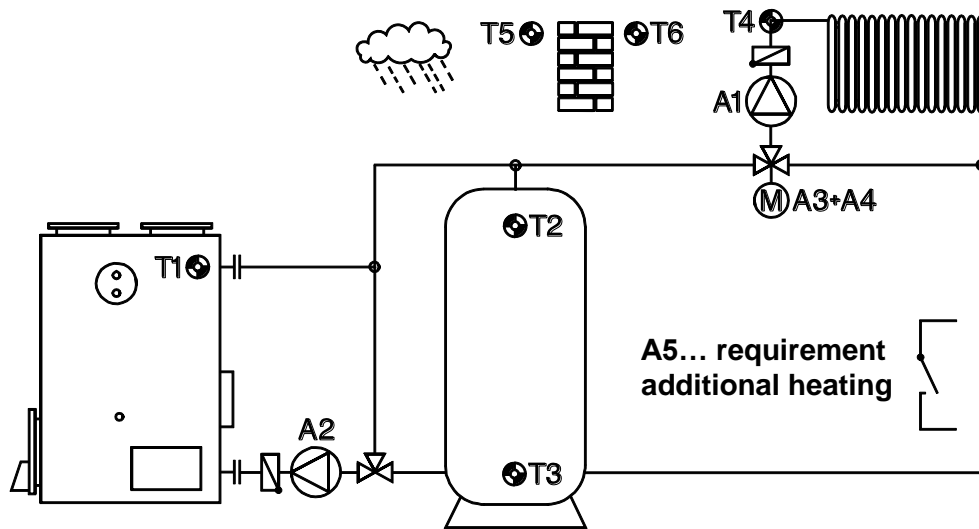 T5
T6
T4
A1
M
A3+A4
T2
T1
A5... requirement
additional heating
A2
T3